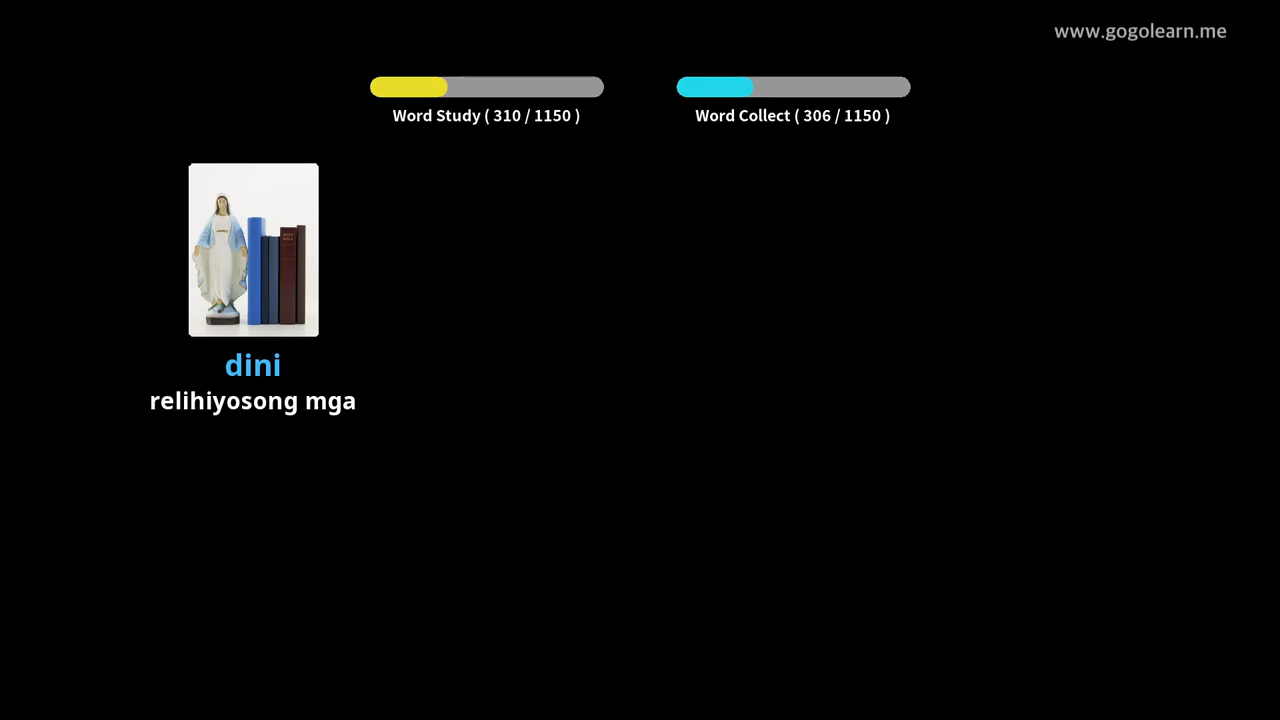 www.gogolearn.me
Word Study ( 310 / 1150 )
Word Collect ( 306 / 1150 )
dini
relihiyosong mga